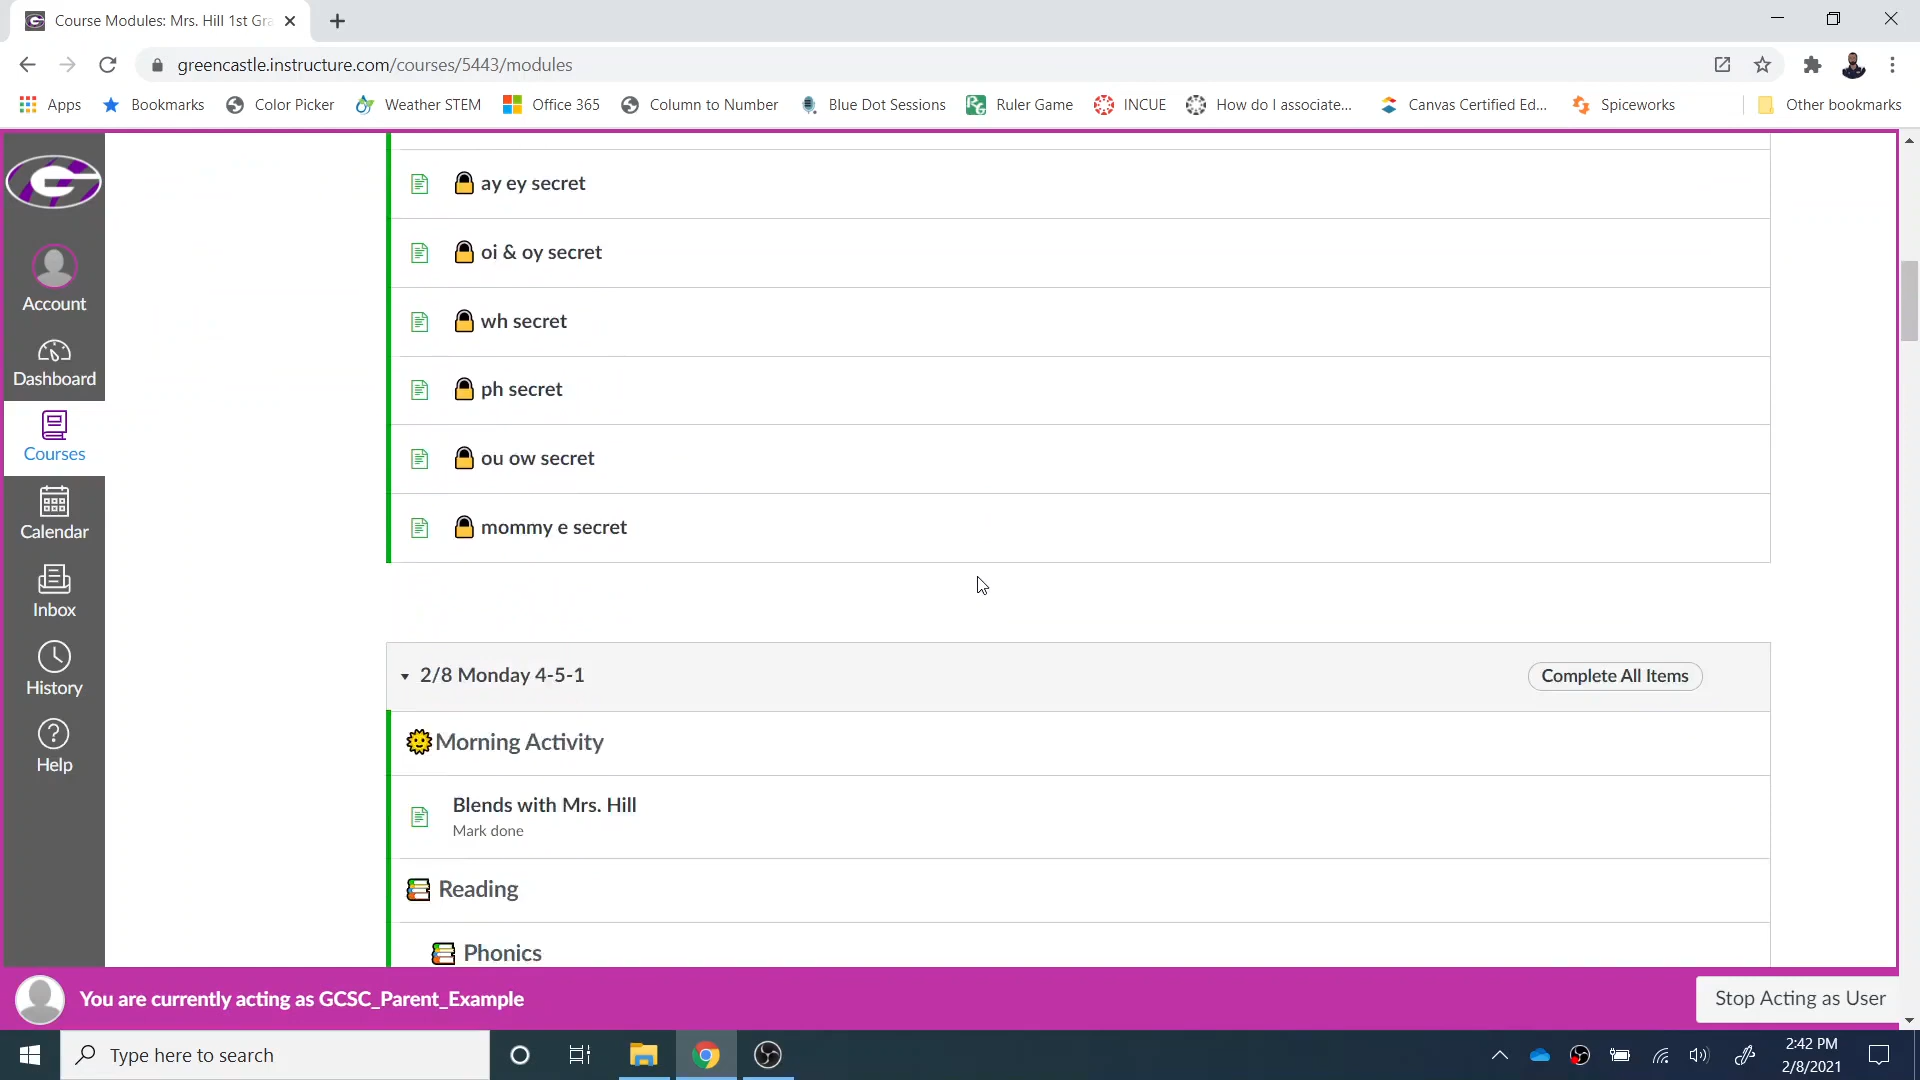 Course Modules: Mrs. Hill 1st Gra
greencastle.instructure.com/courses/5443/modules
Apps Bookmarks Color Picker Weather STEM Office 365 Column to Number Blue Dot Sessions Ruler Game INCUE How do I associate... Canvas Certified Ed... Spiceworks Other bookmarks
G
Account
Dashboard
Courses
Calendar
Inbox
History
Help
ay ey secret
oi & oy secret
wh secret
ph secret
ou ow secret
mommy e secret
2/8 Monday 4-5-1
Complete All Items
Morning Activity
Blends with Mrs. Hill
Mark done
Reading
Phonics
You are currently acting as GCSC_Parent_Example
Stop Acting as User
Type here to search
2:42 PM
2/8/2021